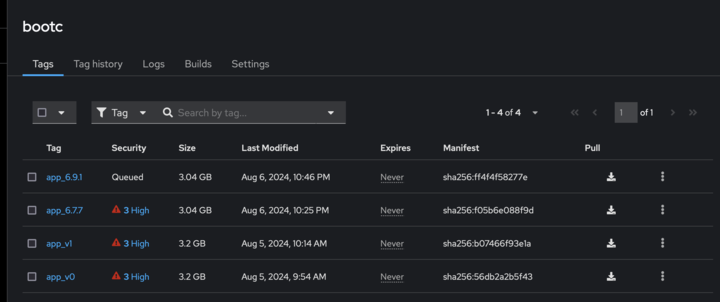 bootc
Tags Tag history Logs Builds Settings
Tag Search by tag... 1 - 4 of 4 << < 1 of 1 > >>
Tag Security Size Last Modified Expires Manifest Pull
app_6.9.1 Queued 3.04 GB Aug 6, 2024, 10:46 PM Never sha256:ff4f4f58277e
app_6.7.7 3 High 3.04 GB Aug 6, 2024, 10:25 PM Never sha256:f05b6e088f9d
app_v1 3 High 3.2 GB Aug 5, 2024, 10:14 AM Never sha256:b07466f93e1a
app_v0 3 High 3.2 GB Aug 5, 2024, 9:54 AM Never sha256:56db2a2b5f43